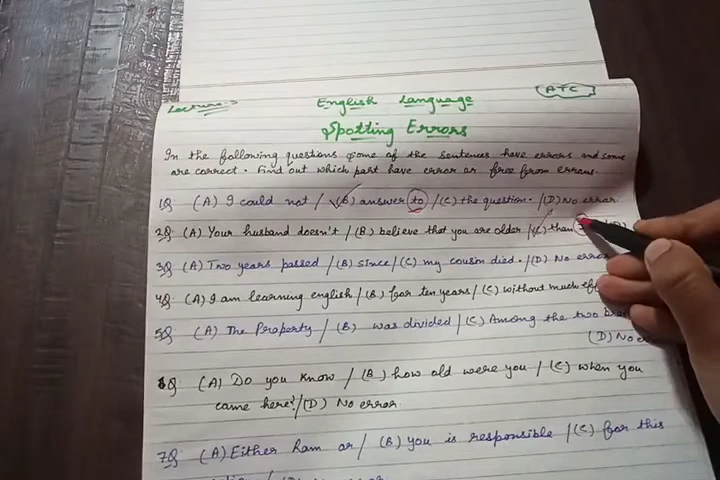 Lecture
English Language
ATC
Spotting Errors
In the following questions some of the sentences have errors and some
are correct. Find out which part have error or free from errors.
1Q (A) I could not / (B) answer to / (C) the question. / (D) No error
2Q (A) Your husband doesn't / (B) believe that you are older / (C) than
3Q (A) Two years passed / (B) since / (C) my cousin died. / (D) No error
4Q (A) I am learning english / (B) for ten years / (C) without much
5Q (A) The Property / (B) was divided / (C) Among the two
(D) No
6Q (A) Do you know / (B) how old were you / (C) when you
came here? / (D) No error
7Q (A) Either Ram or / (B) you is responsible / (C) for this